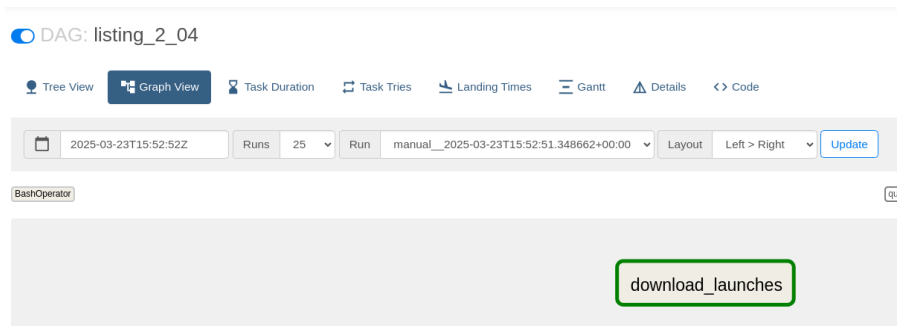 DAG: listing_2_04
Tree View Graph View Task Duration Task Tries Landing Times Gantt Details Code
2025-03-23T15:52:52Z Runs 25 Run manual__2025-03-23T15:52:51.348662+00:00 Layout Left > Right Update
BashOperator
download_launches